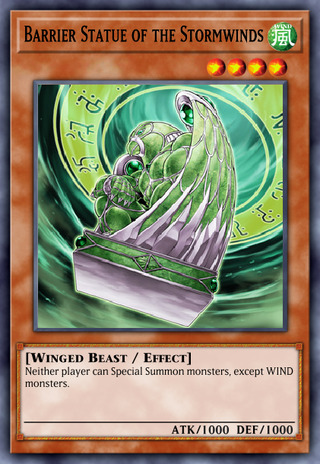 Barrier Statue of the Stormwinds
WIND
風
[Winged Beast / Effect]
Neither player can Special Summon monsters, except WIND
monsters.
ATK/1000 DEF/1000